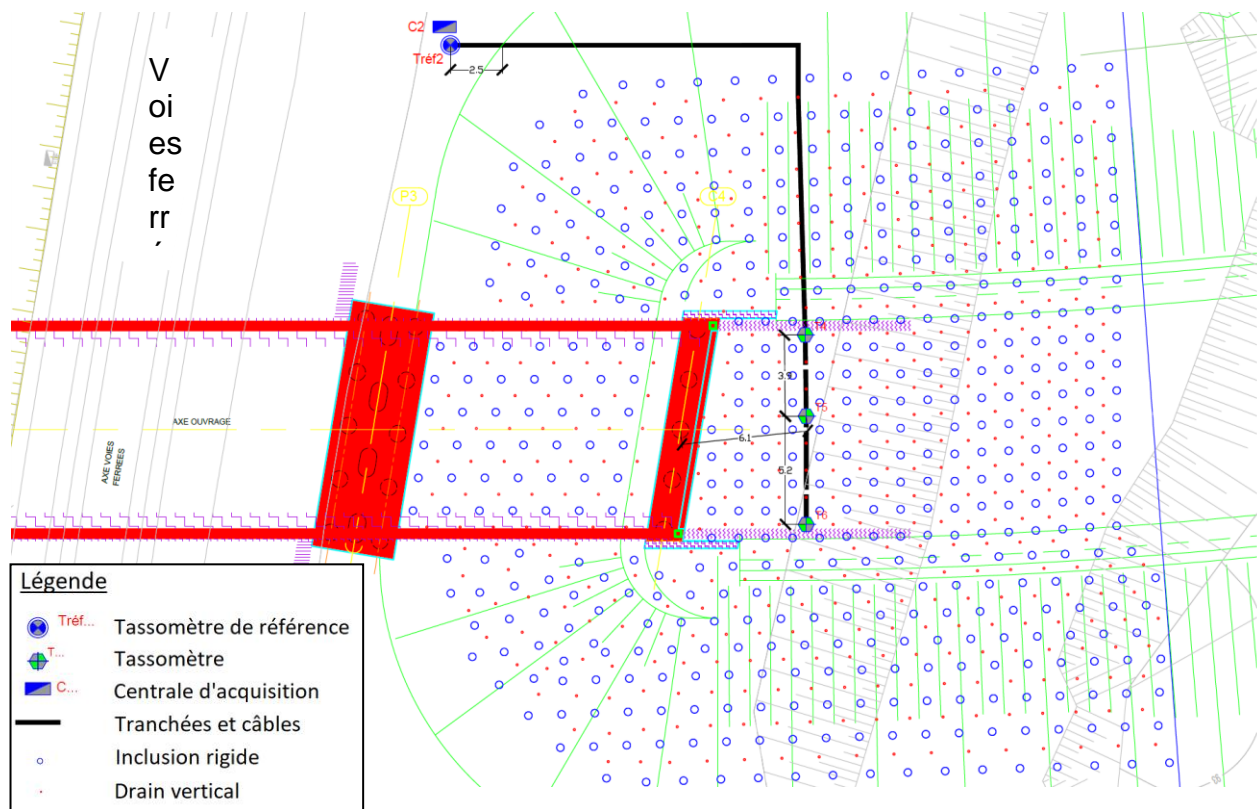 C2
Tréf2
2.5
V
oi
es
fe
rr
P3
C4
T4
3.9
T5
6.1
5.2
T6
AXE OUVRAGE
AXE VOIES
FERREES
Légende
Tréf... Tassomètre de référence
T... Tassomètre
C... Centrale d'acquisition
Tranchées et câbles
Inclusion rigide
Drain vertical